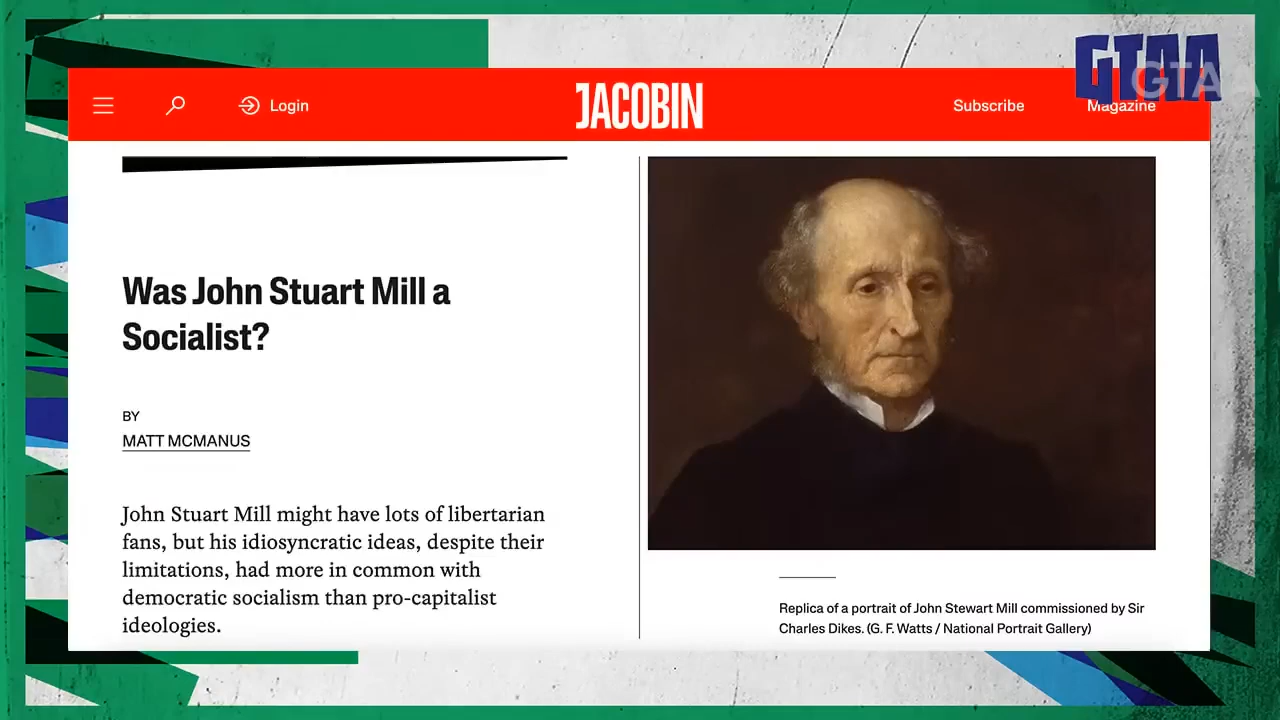 GTAA
GTAA
Login
JACOBIN
Subscribe
Magazine
Was John Stuart Mill a
Socialist?
BY
MATT MCMANUS
John Stuart Mill might have lots of libertarian
fans, but his idiosyncratic ideas, despite their
limitations, had more in common with
democratic socialism than pro-capitalist
ideologies.
Replica of a portrait of John Stewart Mill commissioned by Sir
Charles Dikes. (G. F. Watts / National Portrait Gallery)